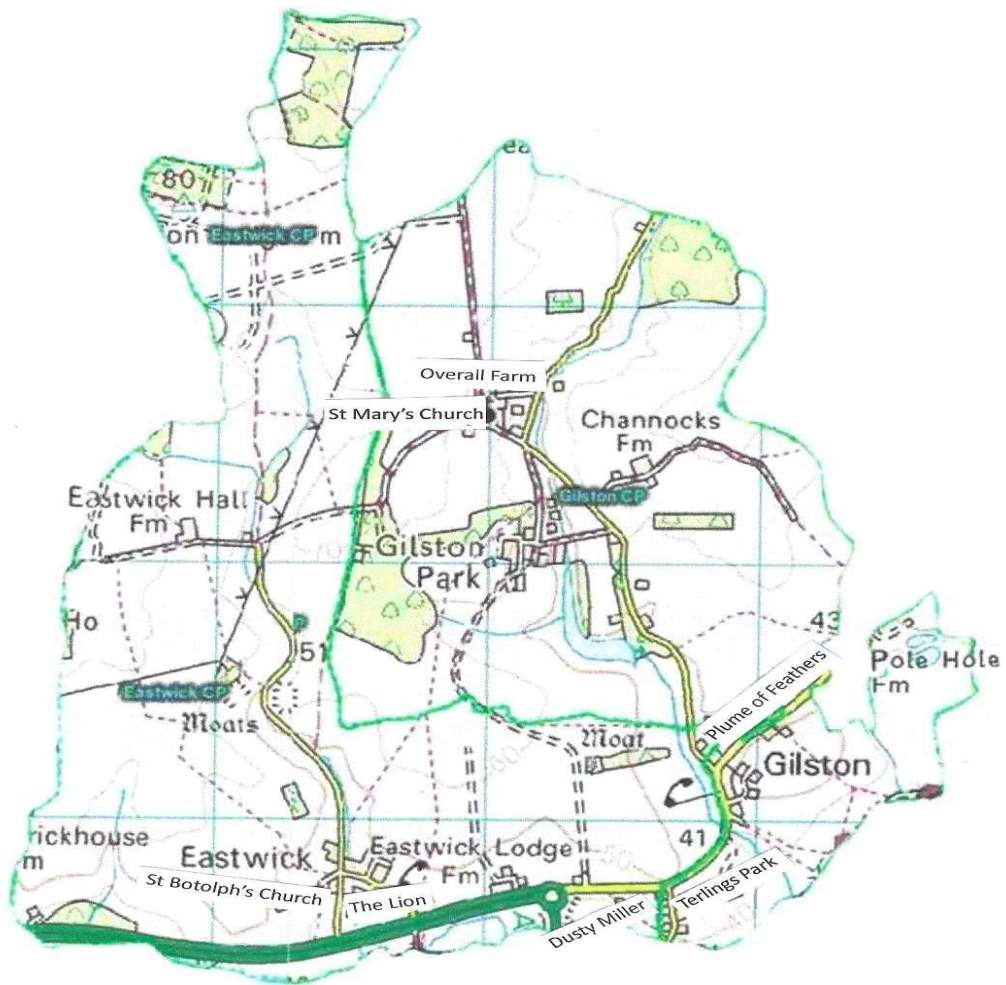 80
on Eastwick CP m
Overall Farm
St Mary's Church
Channocks
Fm
Eastwick Hall
Fm
Gilston CP
Gilston
Park
Ho
P
51
43
Pole Hole
Fm
Eastwick CP
Moats
Plume of Feathers
Moat
Gilston
rickhouse
m
41
Eastwick
Eastwick Lodge
Fm
St Botolph's Church
The Lion
Dusty Miller
Terlings Park